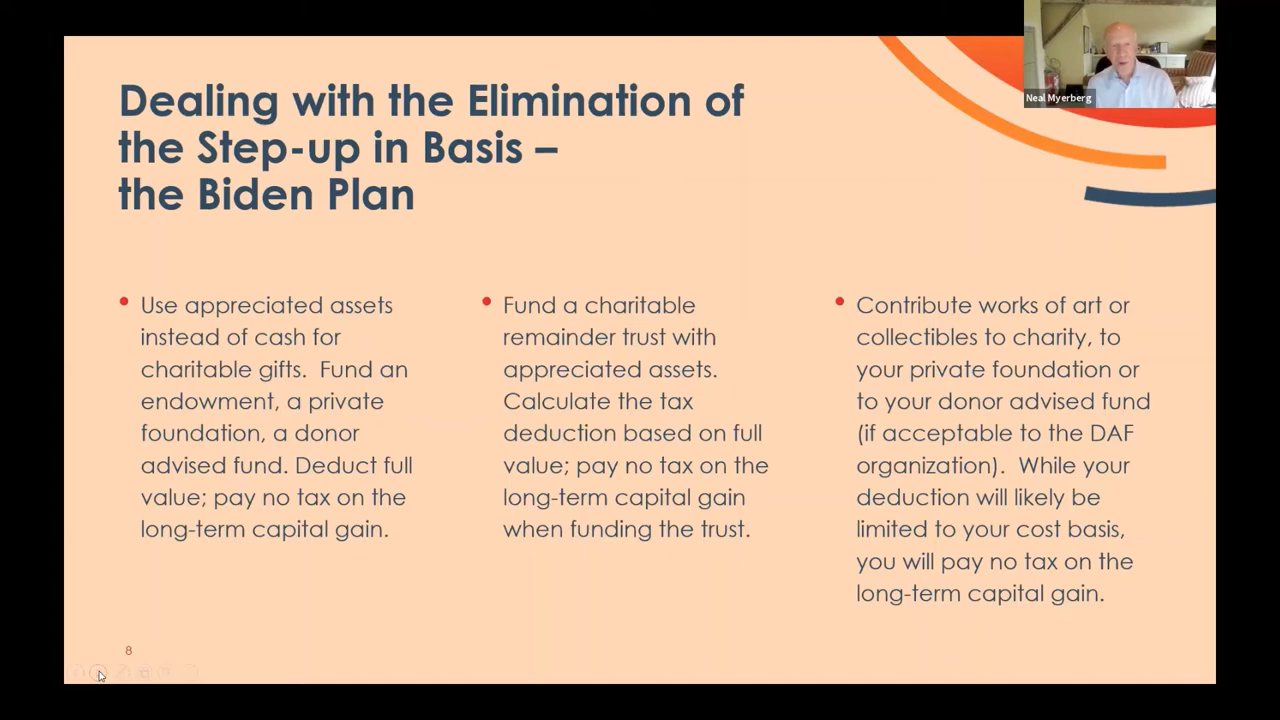 Neal Myerberg
Dealing with the Elimination of
the Step-up in Basis –
the Biden Plan
• Use appreciated assets
instead of cash for
charitable gifts.  Fund an
endowment, a private
foundation, a donor
advised fund. Deduct full
value; pay no tax on the
long-term capital gain.
• Fund a charitable
remainder trust with
appreciated assets.
Calculate the tax
deduction based on full
value; pay no tax on the
long-term capital gain
when funding the trust.
• Contribute works of art or
collectibles to charity, to
your private foundation or
to your donor advised fund
(if acceptable to the DAF
organization).  While your
deduction will likely be
limited to your cost basis,
you will pay no tax on the
long-term capital gain.
8